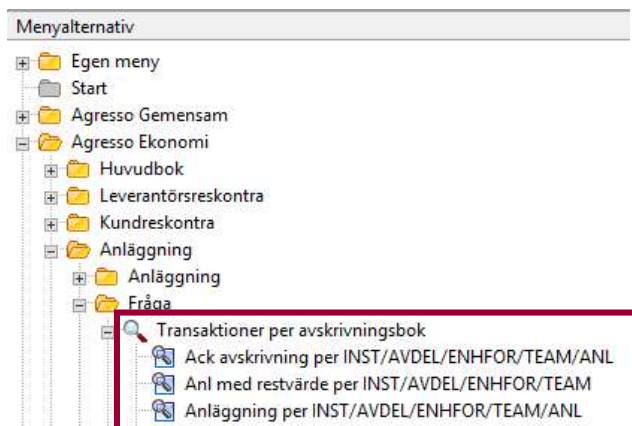 Menyalternativ
Egen meny
Start
Agresso Gemensam
Agresso Ekonomi
Huvudbok
Leverantörsreskontra
Kundreskontra
Anläggning
Anläggning
Fråga
Transaktioner per avskrivningsbok
Ack avskrivning per INST/AVDEL/ENHFOR/TEAM/ANL
Anl med restvärde per INST/AVDEL/ENHFOR/TEAM
Anläggning per INST/AVDEL/ENHFOR/TEAM/ANL